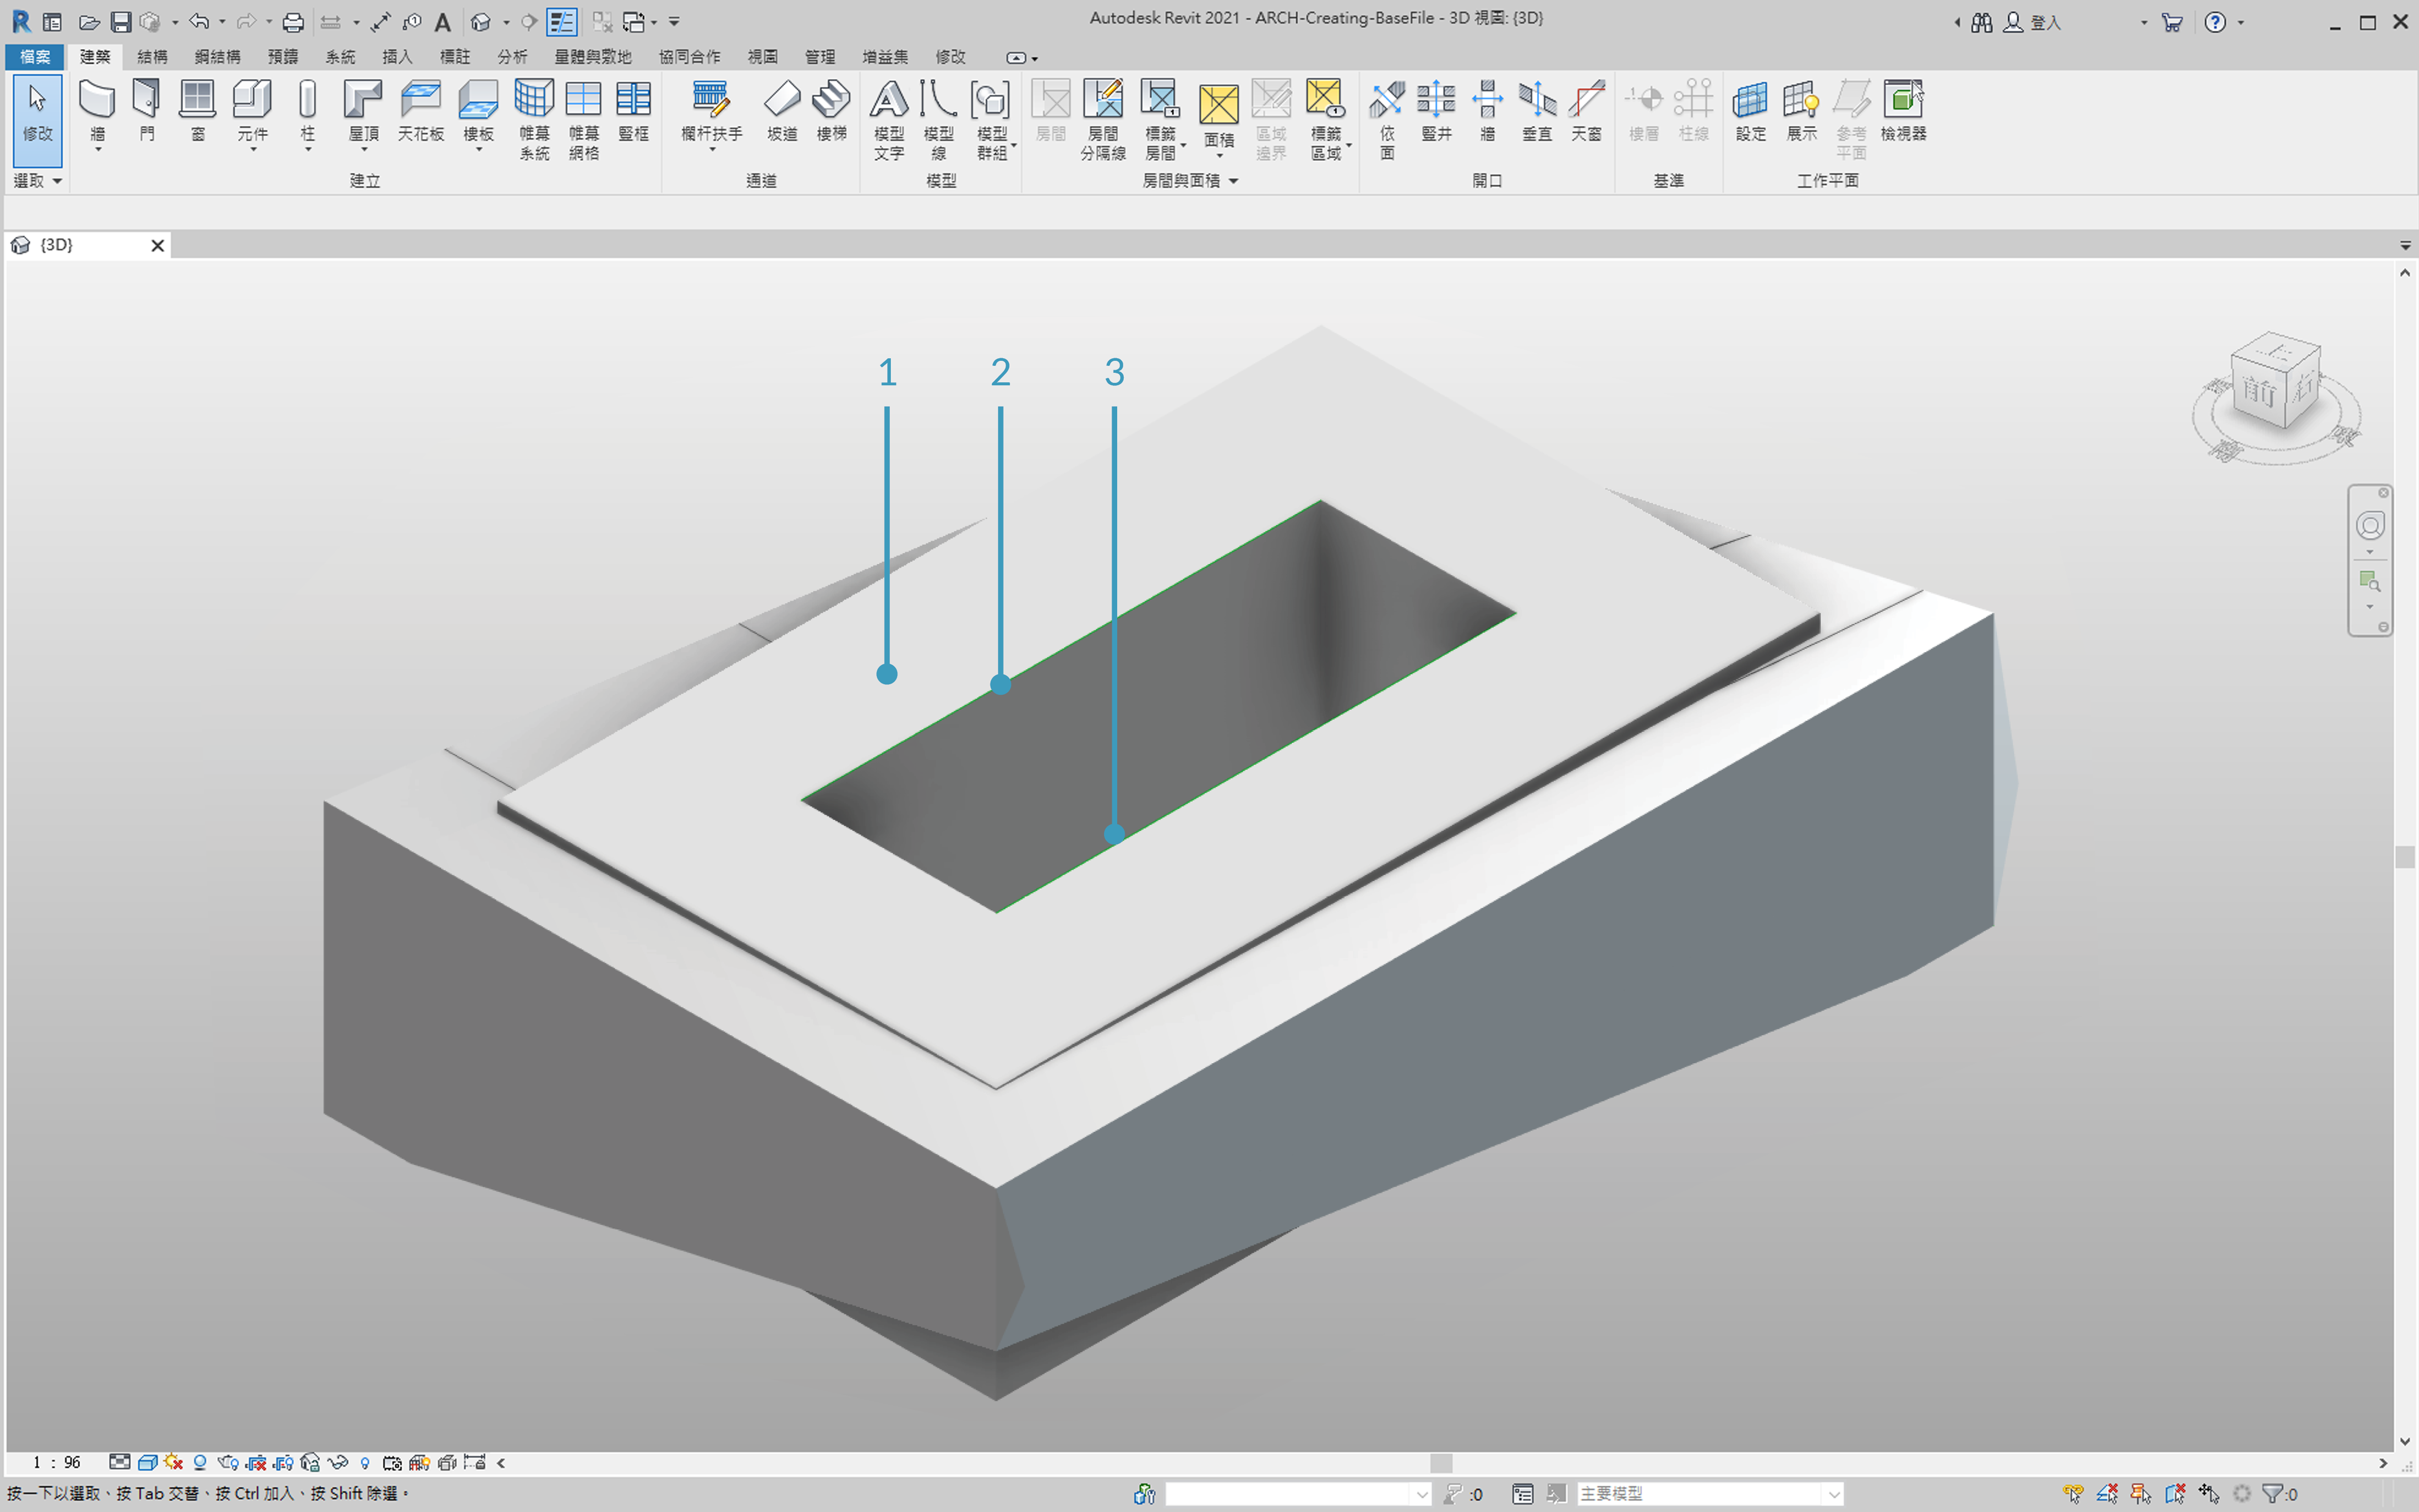 Autodesk Revit 2021 - ARCH-Creating-BaseFile - 3D 視圖: {3D}
登入
檔案 建築 結構 鋼結構 預鑄 系統 插入 標註 分析 量體與敷地 協同合作 視圖 管理 增益集 修改
修改 牆 門 窗 元件 柱 屋頂 天花板 樓板 帷幕系統 帷幕網格 豎框 欄杆扶手 坡道 樓梯 模型文字 模型線 模型群組 房間 房間分隔線 標籤房間 面積 區域邊界 標籤區域 依面 豎井 牆 垂直 天窗 樓層 柱線 設定 展示 參考平面 檢視器
選取 建立 通道 模型 房間與面積 開口 基準 工作平面
{3D}
1 2 3
上
前
右
1 : 96
按一下以選取、按 Tab 交替、按 Ctrl 加入、按 Shift 除選。
:0
主要模型
:0